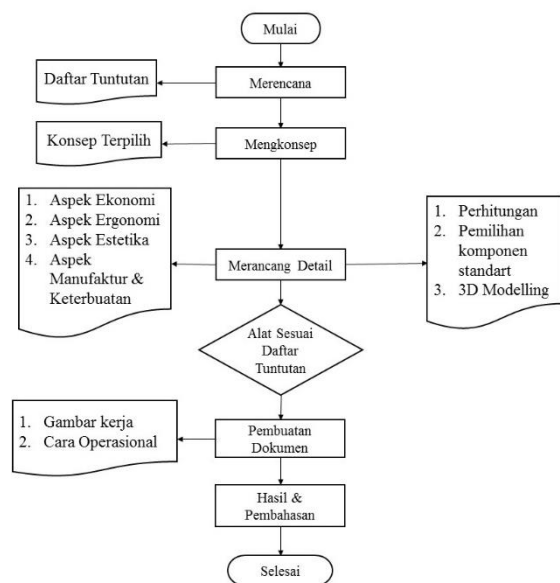 Mulai
Daftar Tuntutan
Merencana
Konsep Terpilih
Mengkonsep
1. Aspek Ekonomi
2. Aspek Ergonomi
3. Aspek Estetika
4. Aspek
Manufaktur &
Keterbuatan
Merancang Detail
1. Perhitungan
2. Pemilihan
komponen
standart
3. 3D Modelling
Alat Sesuai
Daftar
Tuntutan
1. Gambar kerja
2. Cara Operasional
Pembuatan
Dokumen
Hasil &
Pembahasan
Selesai